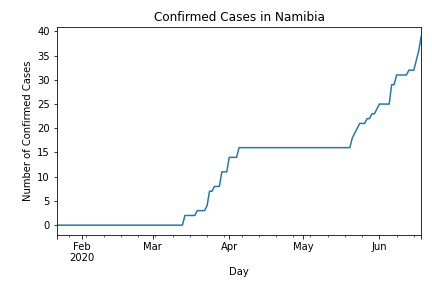 Confirmed Cases in Namibia
Number of Confirmed Cases
40
35
30
25
20
15
10
5
0
Feb
2020
Mar
Apr
May
Jun
Day